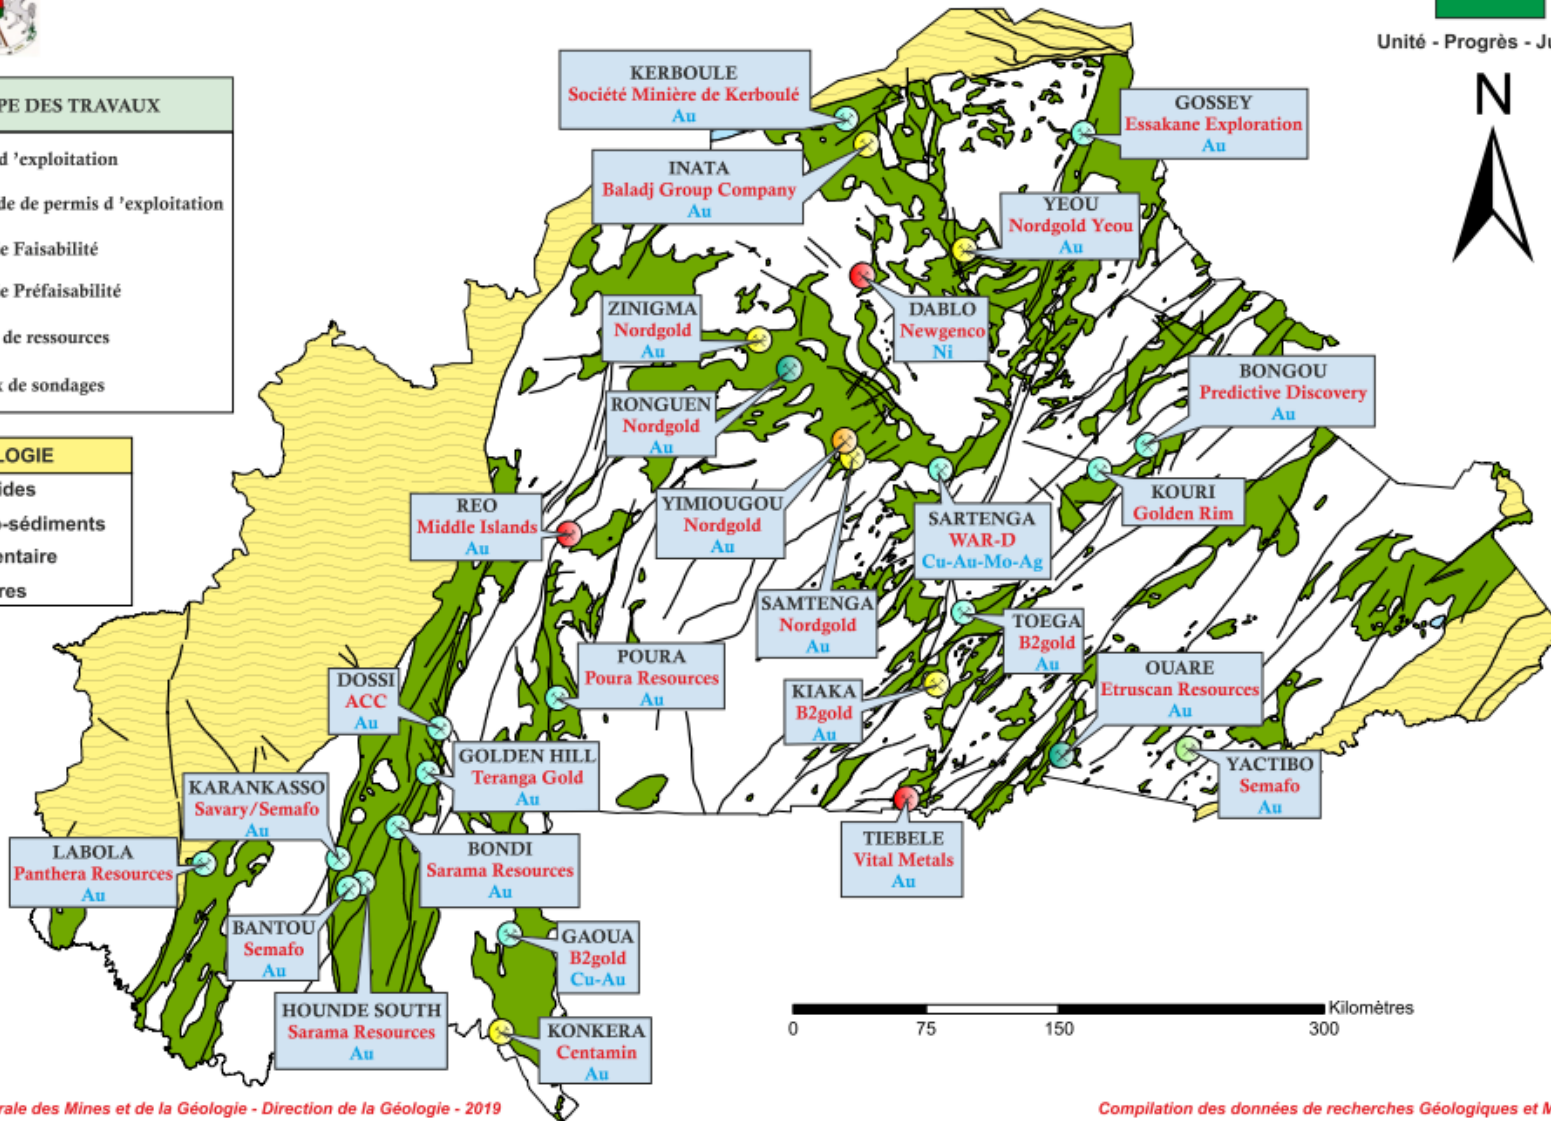 Unité - Progrès - Ju
N
PE DES TRAVAUX
d 'exploitation
de de permis d 'exploitation
e Faisabilité
e Préfaisabilité
de ressources
x de sondages
LOGIE
ides
o-sédiments
entaire
res
KERBOULE
Société Minière de Kerboulé
Au
GOSSEY
Essakane Exploration
Au
INATA
Baladj Group Company
Au
YEOU
Nordgold Yeou
Au
ZINIGMA
Nordgold
Au
DABLO
Newgenco
Ni
BONGOU
Predictive Discovery
Au
RONGUEN
Nordgold
Au
REO
Middle Islands
Au
YIMIOUGOU
Nordgold
Au
SARTENGA
WAR-D
Cu-Au-Mo-Ag
KOURI
Golden Rim
SAMTENGA
Nordgold
Au
TOEGA
B2gold
Au
POURA
Poura Resources
Au
OUARE
Etruscan Resources
Au
DOSSI
ACC
Au
KIAKA
B2gold
Au
GOLDEN HILL
Teranga Gold
Au
YACTIBO
Semafo
Au
KARANKASSO
Savary/Semafo
Au
TIEBELE
Vital Metals
Au
LABOLA
Panthera Resources
Au
BONDI
Sarama Resources
Au
BANTOU
Semafo
Au
GAOUA
B2gold
Cu-Au
HOUNDE SOUTH
Sarama Resources
Au
KONKERA
Centamin
Au
Kilomètres
0 75 150 300
rale des Mines et de la Géologie - Direction de la Géologie - 2019
Compilation des données de recherches Géologiques et M